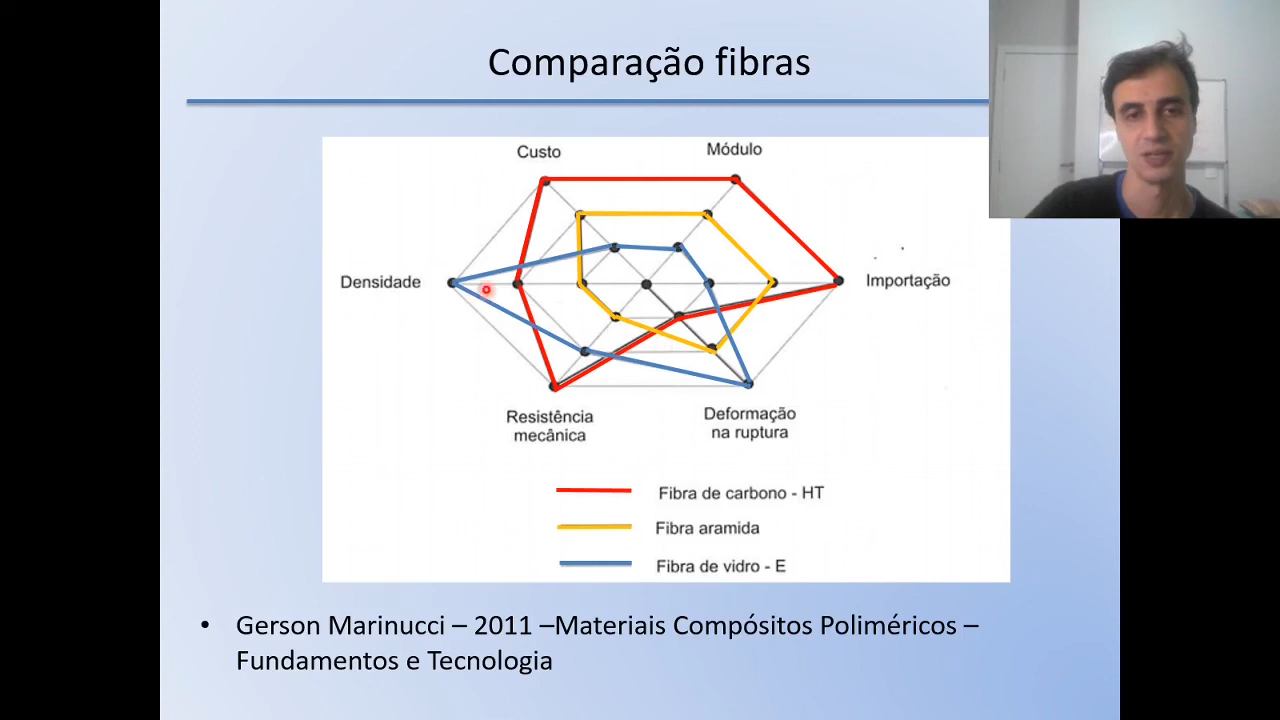 Comparação fibras
Custo
Módulo
Densidade
Importação
Resistência
mecânica
Deformação
na ruptura
Fibra de carbono - HT
Fibra aramida
Fibra de vidro - E
• Gerson Marinucci – 2011 –Materiais Compósitos Poliméricos –
Fundamentos e Tecnologia